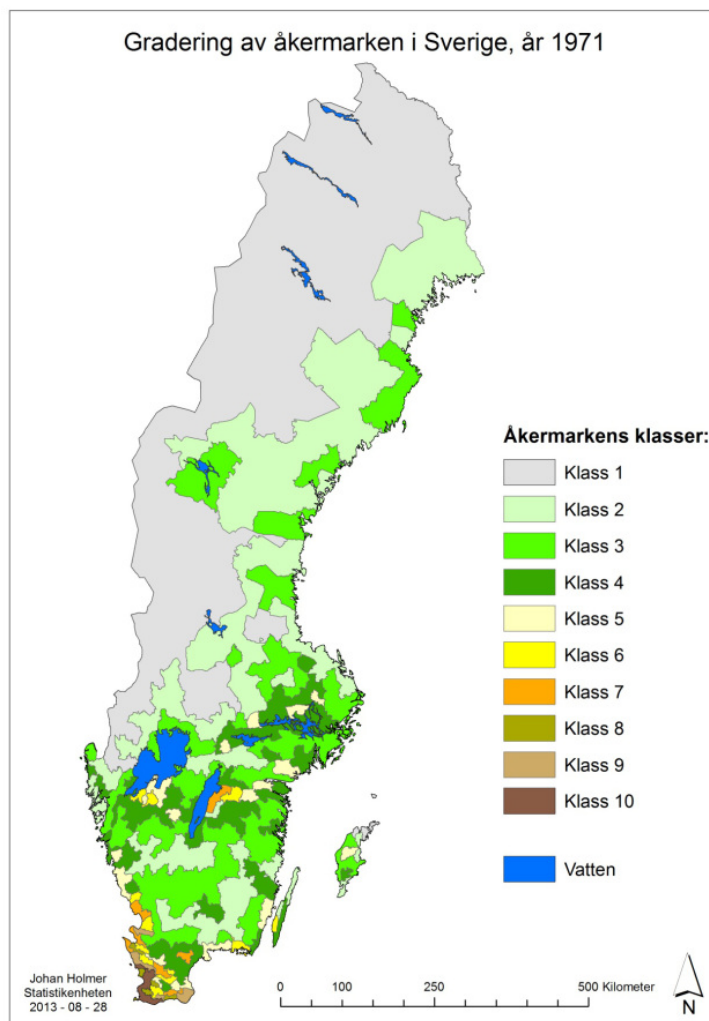 Gradering av åkermarken i Sverige, år 1971
Åkermarkens klasser:
Klass 1
Klass 2
Klass 3
Klass 4
Klass 5
Klass 6
Klass 7
Klass 8
Klass 9
Klass 10
Vatten
Johan Holmer
Statistikenheten
2013 - 08 - 28
0 100 300 500 Kilometer
N